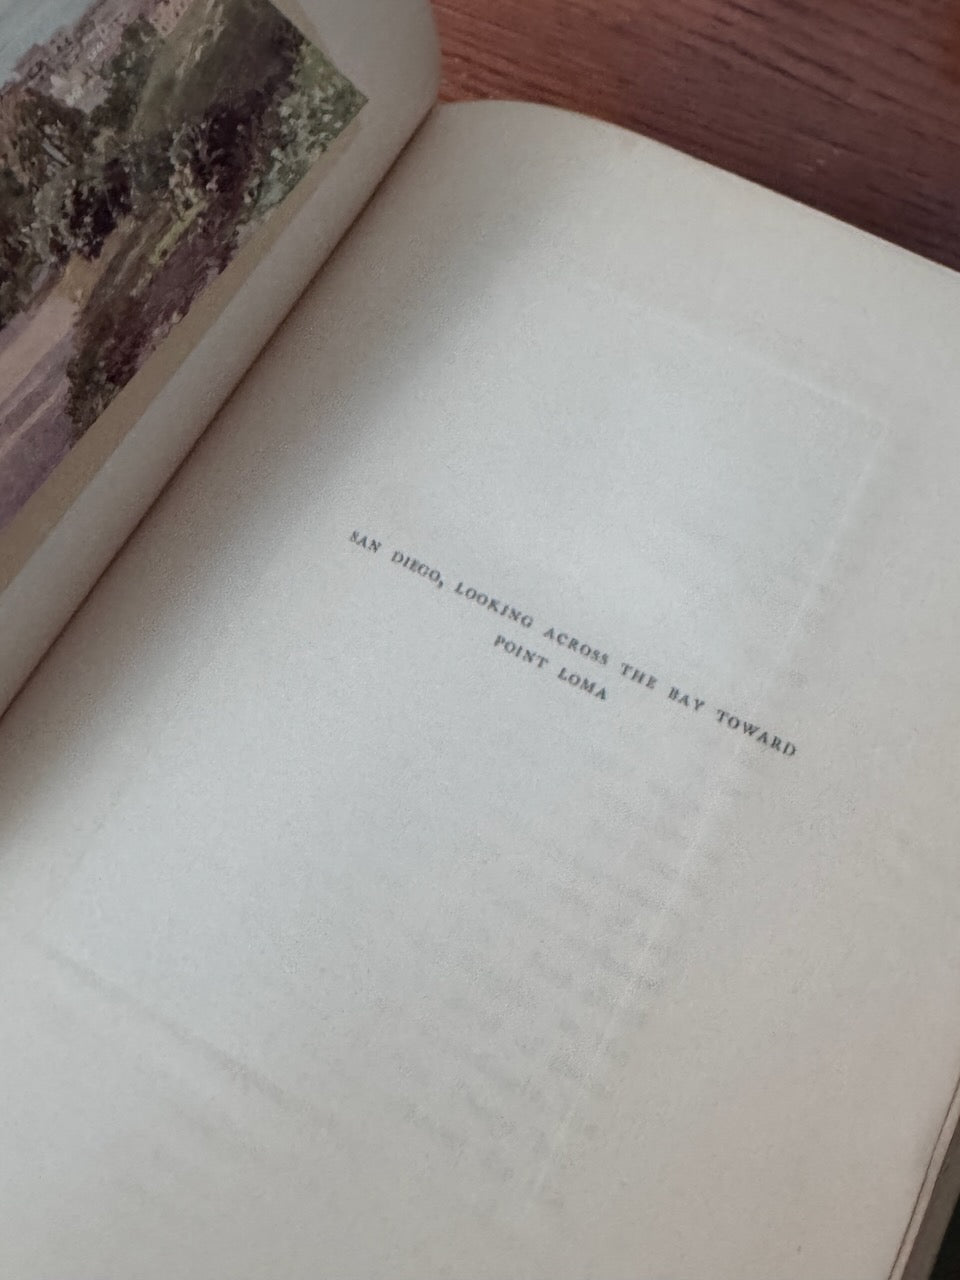 SAN DIEGO, LOOKING ACROSS THE BAY TOWARD
POINT LOMA